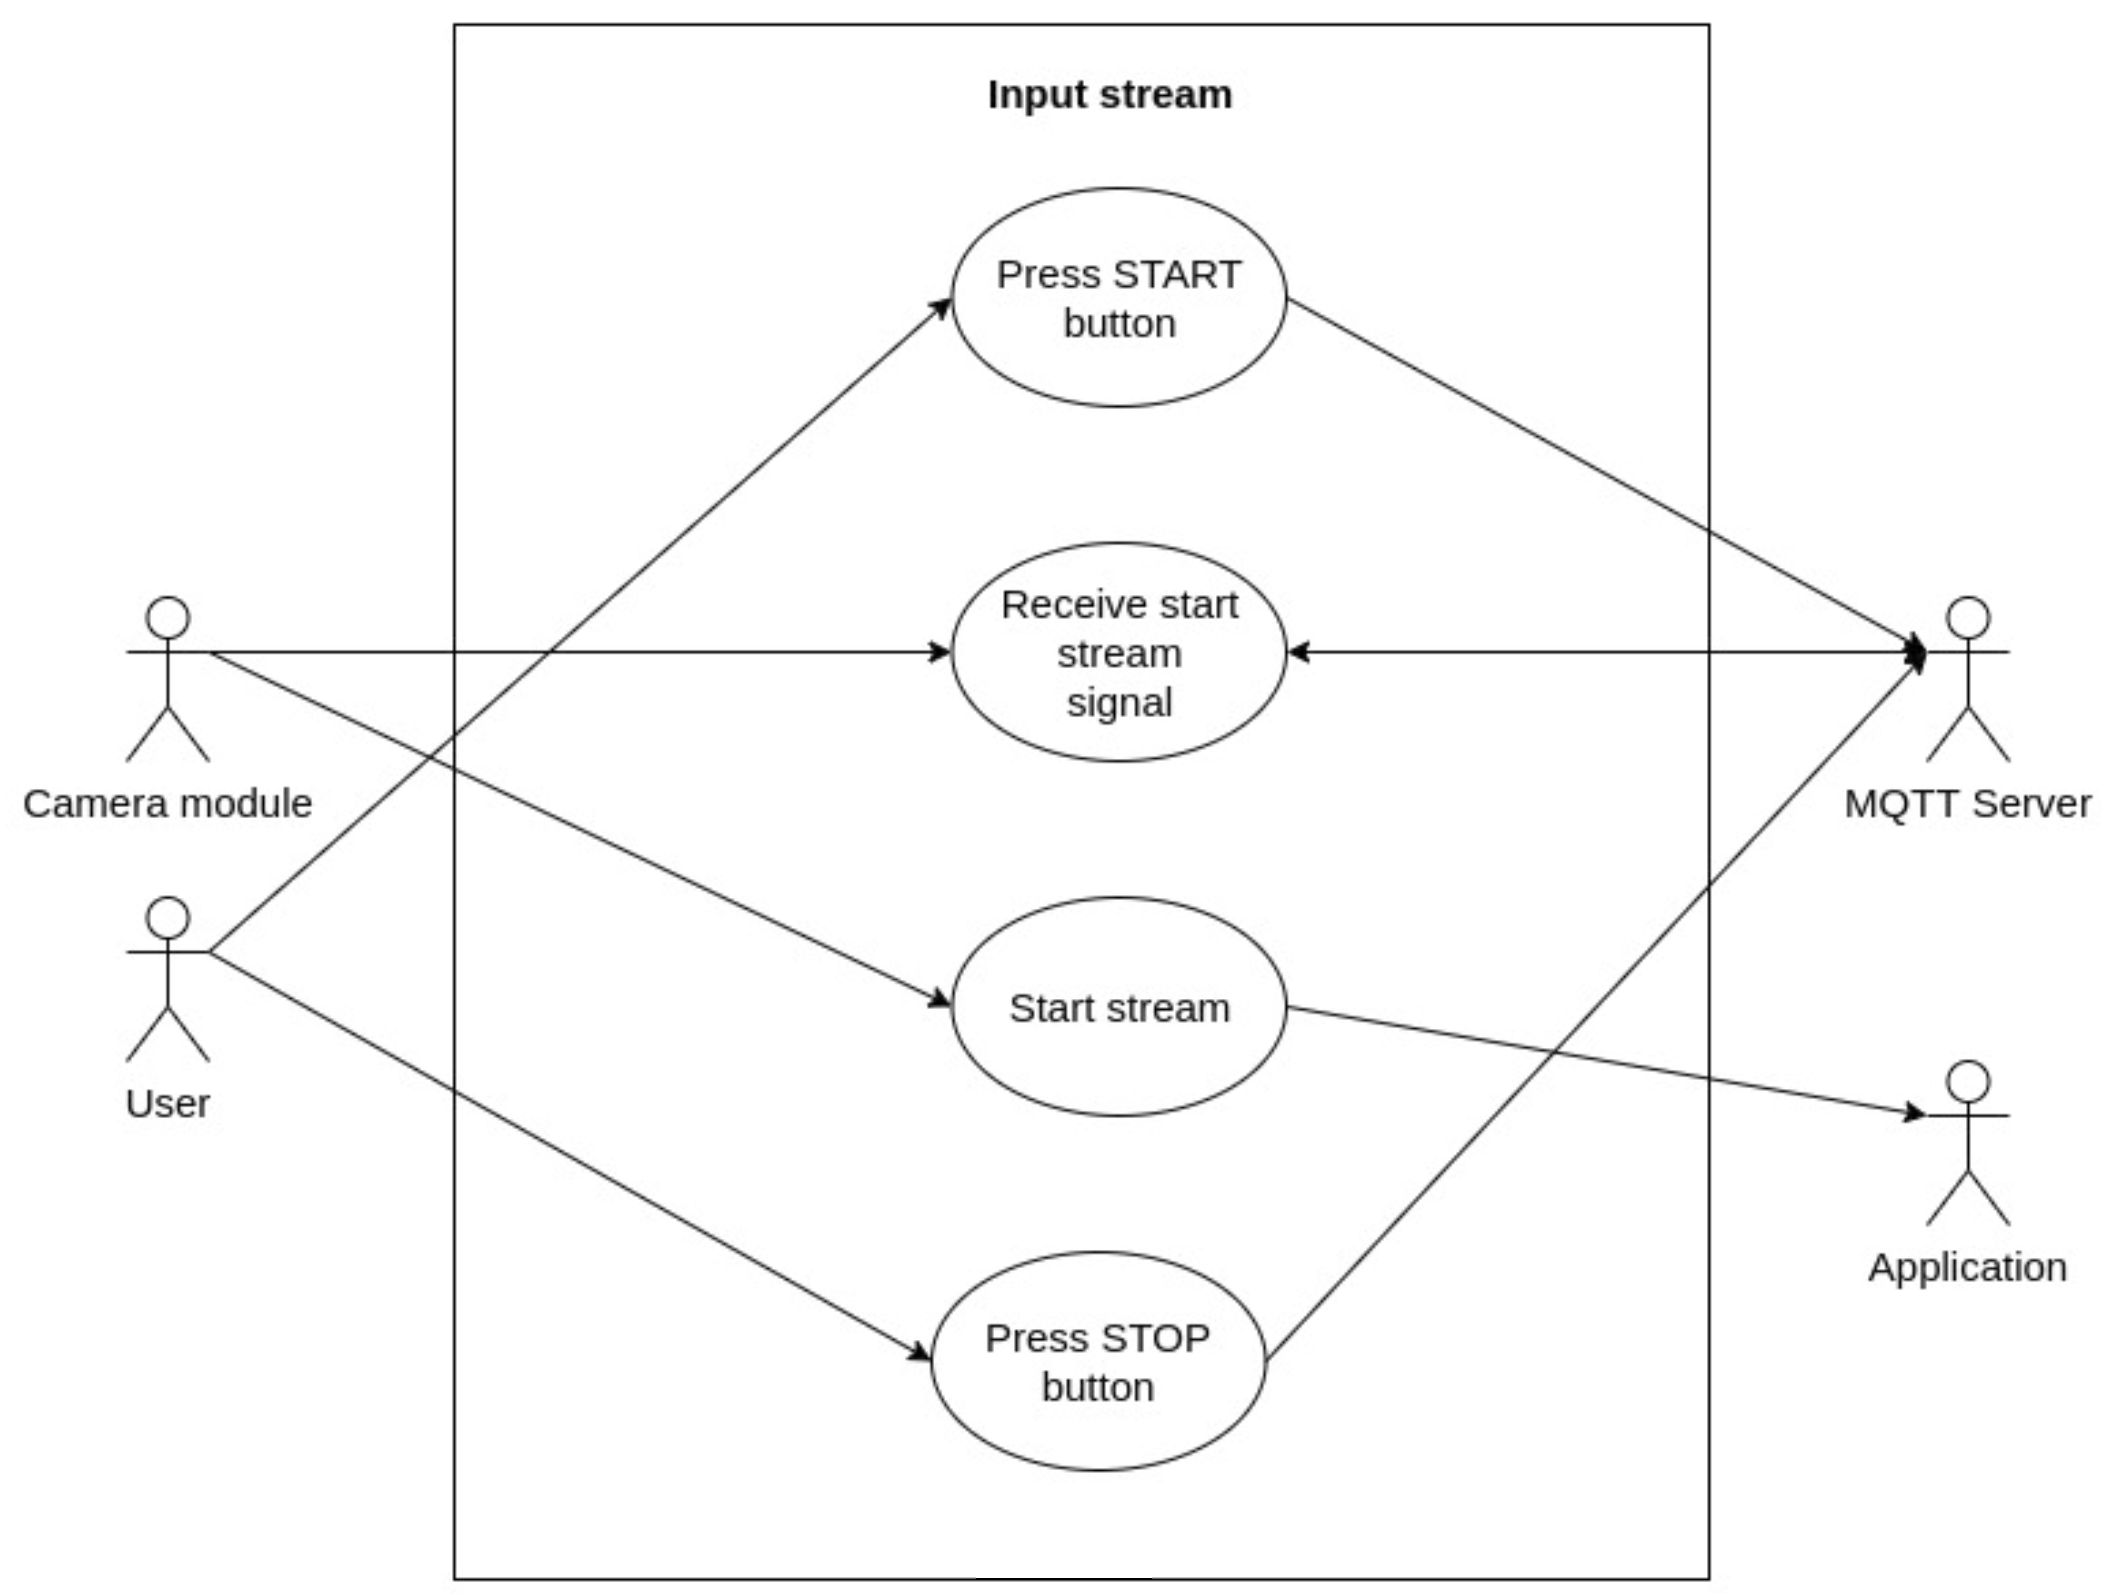 Input stream
Press START
button
Receive start
stream
signal
Camera module
MQTT Server
Start stream
User
Application
Press STOP
button